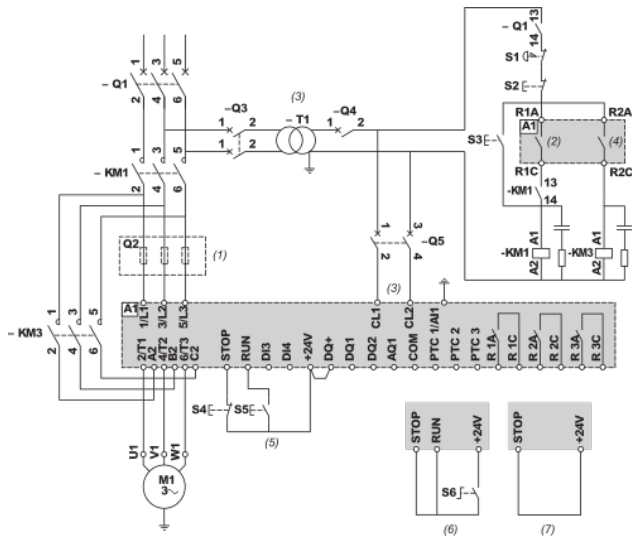 1 3 5
– Q1
2 4 6
–Q3
1 2
1 2
(3)
– T1
–Q4
1 2
– Q1
13
14
S1
S2
R1A R2A
A1
S3
(2) (4)
R1C R2C
–KM1
13
14
A1 A1
–KM1 –KM3
A2 A2
1 3 5
– KM1
2 4 6
Q2
(1)
1 3
2 4
–Q5
(3)
1 3 5
– KM3
2 4 6
A1
1/L1
3/L2
5/L3
CL1
CL2
PTC 1/AI1
2/T1
A2
4/T2
B2
6/T3
C2
STOP
RUN
DI3
DI4
+24V
DQ+
DQ1
DQ2
AQ1
COM
PTC 2
PTC 3
R 1A
R 1C
R 2A
R 2C
R 3A
R 3C
S4 S5
(5)
U1
V1
W1
M1
3
STOP
RUN
+24V
S6
(6)
STOP
+24V
(7)